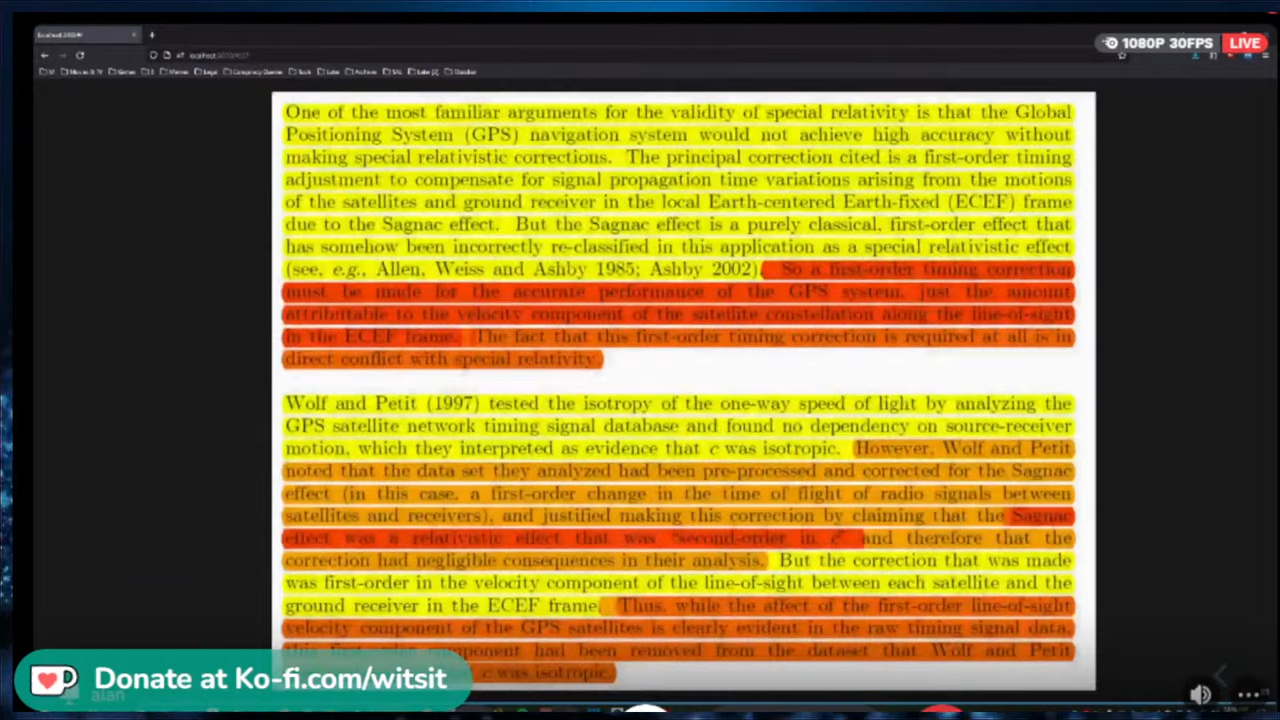 1080P 30FPS LIVE
One of the most familiar arguments for the validity of special relativity is that the Global
Positioning System (GPS) navigation system would not achieve high accuracy without
making special relativistic corrections. The principal correction cited is a first-order timing
adjustment to compensate for signal propagation time variations arising from the motions
of the satellites and ground receiver in the local Earth-centered Earth-fixed (ECEF) frame
due to the Sagnac effect. But the Sagnac effect is a purely classical, first-order effect that
has somehow been incorrectly re-classified in this application as a special relativistic effect
(see, e.g., Allen, Weiss and Ashby 1985; Ashby 2002). So a first-order timing correction
must be made for the accurate performance of the GPS system, just the amount
attributable to the velocity component of the satellite constellation along the line-of-sight
in the ECEF frame. The fact that this first-order timing correction is required at all is in
direct conflict with special relativity.
Wolf and Petit (1997) tested the isotropy of the one-way speed of light by analyzing the
GPS satellite network timing signal database and found no dependency on source-receiver
motion, which they interpreted as evidence that c was isotropic. However, Wolf and Petit
noted that the data set they analyzed had been pre-processed and corrected for the Sagnac
effect (in this case, a first-order change in the time of flight of radio signals between
satellites and receivers), and justified making this correction by claiming that the Sagnac
effect was a relativistic effect that was "second-order in c" and therefore that the
correction had negligible consequences in their analysis. But the correction that was made
was first-order in the velocity component of the line-of-sight between each satellite and the
ground receiver in the ECEF frame. Thus, while the affect of the first-order line-of-sight
velocity component of the GPS satellites is clearly evident in the raw timing signal data,
this first-order component had been removed from the dataset that Wolf and Petit
c was isotropic.
Donate at Ko-fi.com/witsit
alan